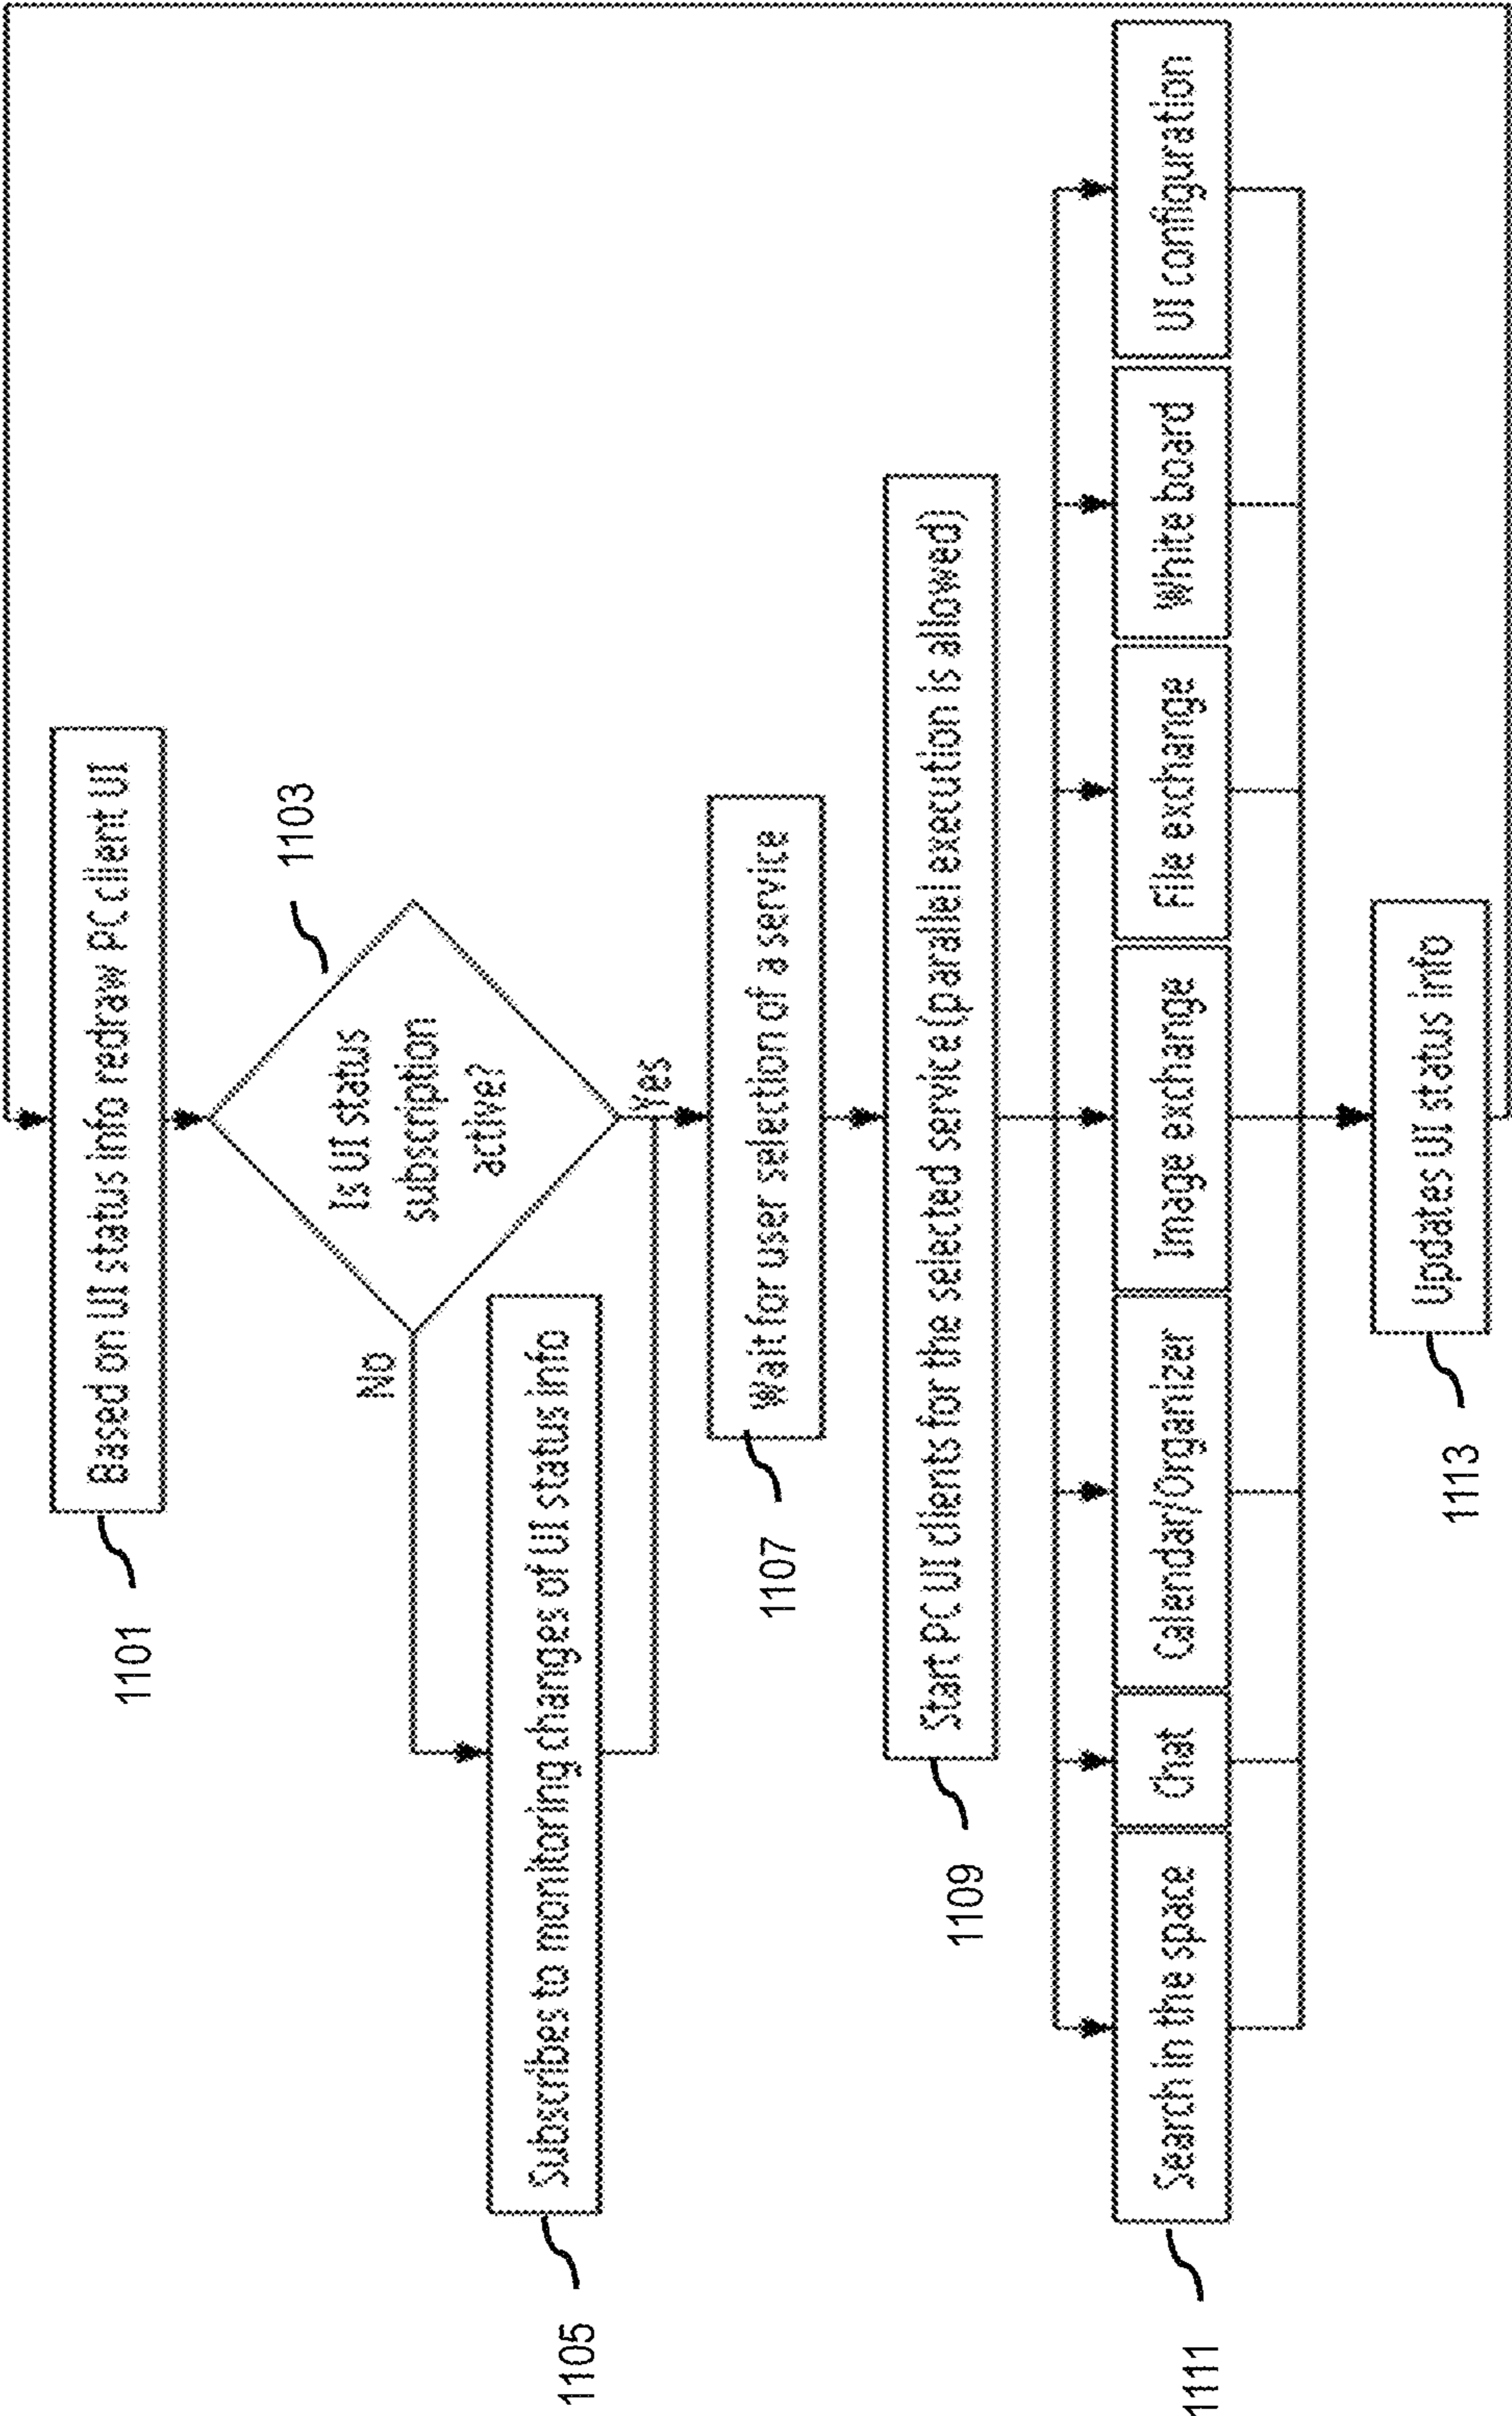 1101
Based on UI status info redraw PC client UI
1103
Is UI status
subscription
active?
No
Yes
1105
Subscribes to monitoring changes of UI status info
1107
Wait for user selection of a service
1109
Start PC UI clients for the selected service (parallel execution is allowed)
1111
Search in the space
Chat
Calendar/Organizer
Image exchange
File exchange
White board
UI configuration
1113
Updates UI status info